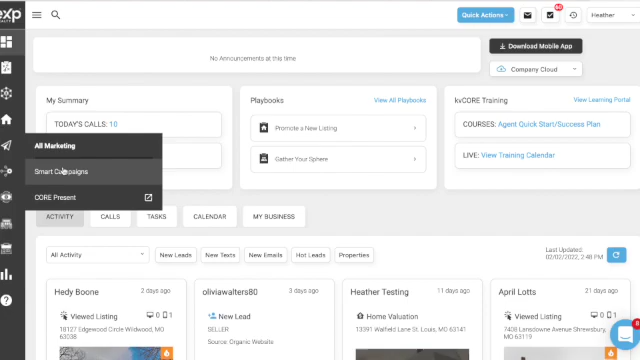 exp
REALTY
Quick Actions
60
Heather
No Announcements at this time
Download Mobile App
Company Cloud
My Summary
TODAY'S CALLS: 10
Playbooks
View All Playbooks
Promote a New Listing
Gather Your Sphere
kvCORE Training
View Learning Portal
COURSES: Agent Quick Start/Success Plan
LIVE: View Training Calendar
All Marketing
Smart Campaigns
CORE Present
ACTIVITY
CALLS
TASKS
CALENDAR
MY BUSINESS
All Activity
New Leads
New Texts
New Emails
Hot Leads
Properties
Last Updated:
02/02/2022, 2:48 PM
Hedy Boone
2 days ago
Viewed Listing
0 1
18127 Edgewood Circle Wildwood, MO
63038
oliviawalters80
3 days ago
New Lead
SELLER
Source: Organic Website
Heather Testing
11 days ago
Home Valuation
13391 Walfield Lane St. Louis, MO 63141
April Lotts
21 days ago
Viewed Listing
0 1
7408 Lansdowne Avenue Shrewsbury,
MO 63119